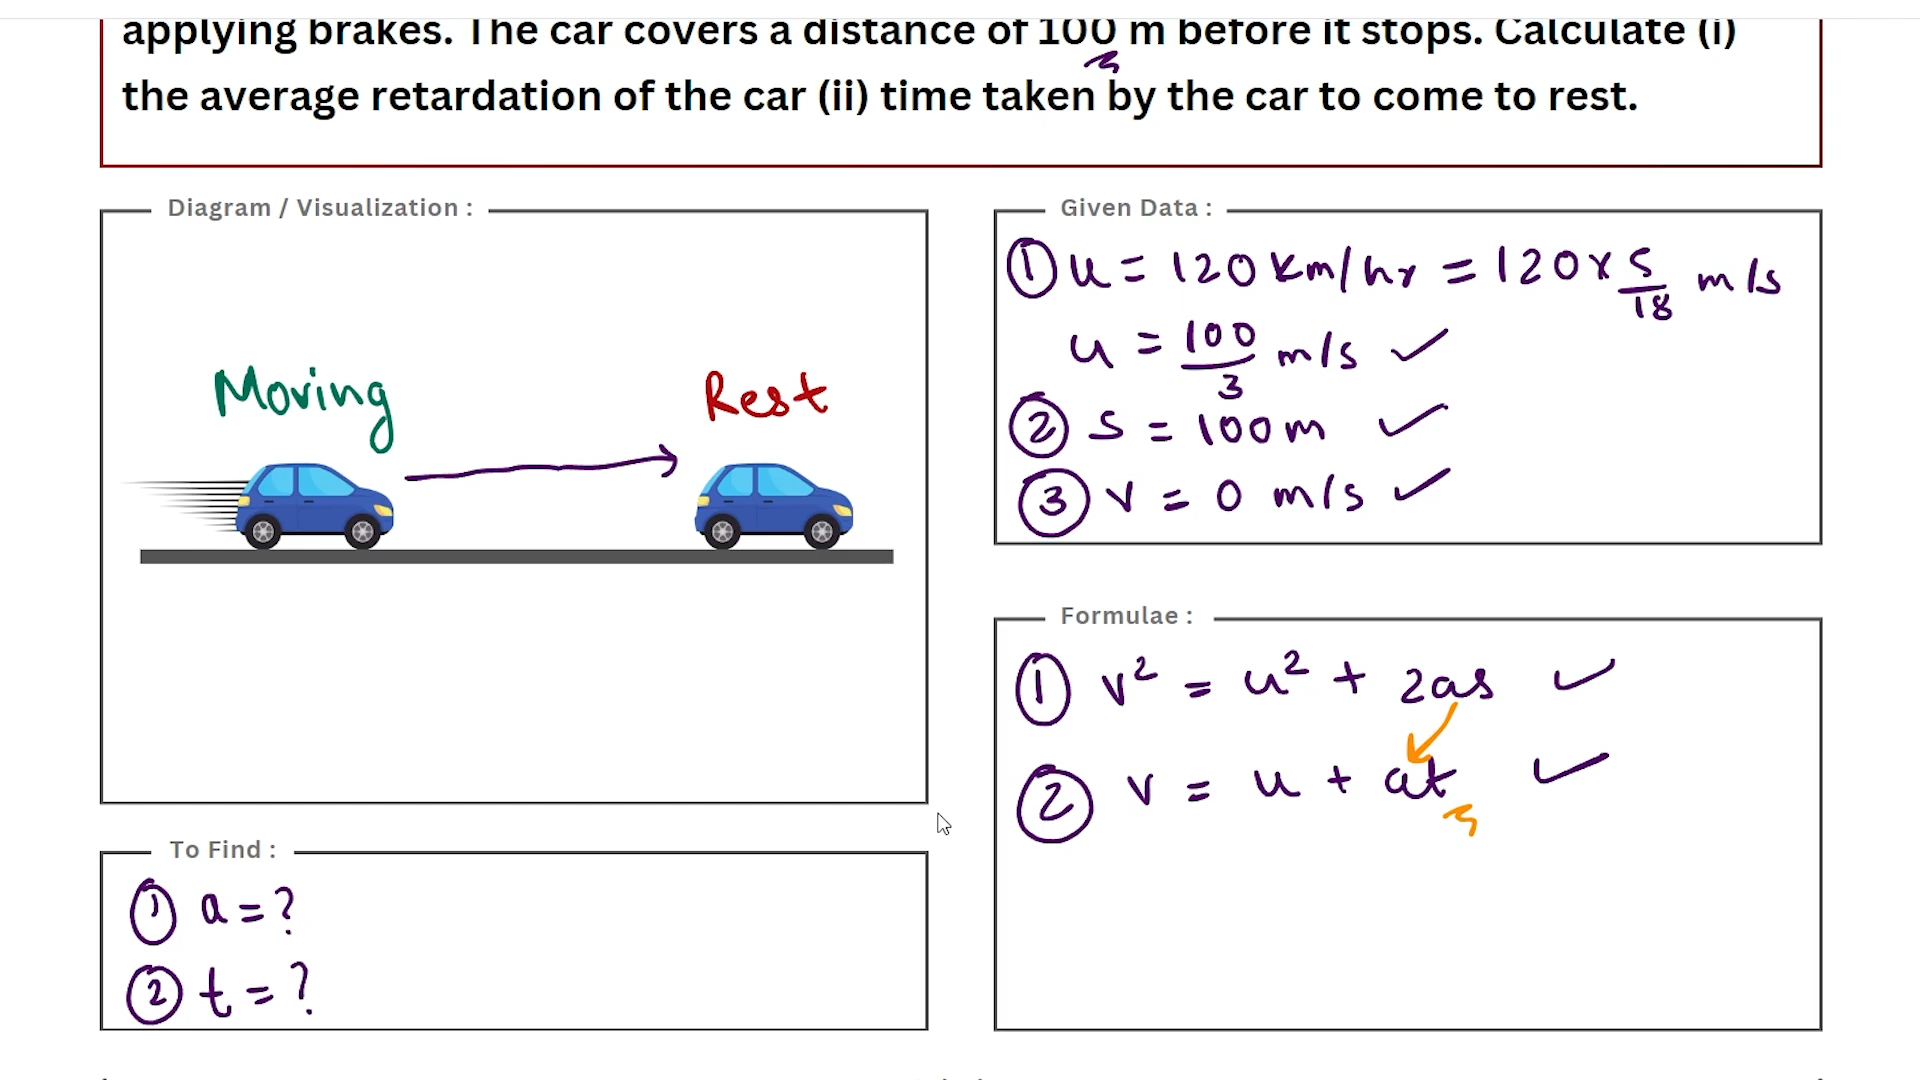 applying brakes. The car covers a distance of 100 m before it stops. Calculate (i)
the average retardation of the car (ii) time taken by the car to come to rest.
Diagram / Visualization :
Moving
Rest
To Find :
① a = ?
② t = ?
Given Data :
① u = 120 km/hr = 120 x 5/18 m/s
u = 100/3 m/s ✓
② s = 100m ✓
③ v = 0 m/s ✓
Formulae :
① v² = u² + 2as ✓
② v = u + at ✓